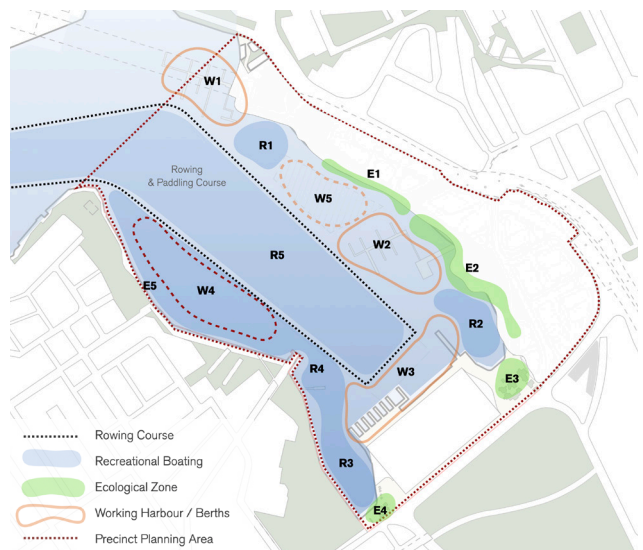 W1
R1
E1
Rowing
& Paddling Course
W5
W2
R5
E2
E5
W4
R2
R4
W3
E3
R3
E4
Rowing Course
Recreational Boating
Ecological Zone
Working Harbour / Berths
Precinct Planning Area